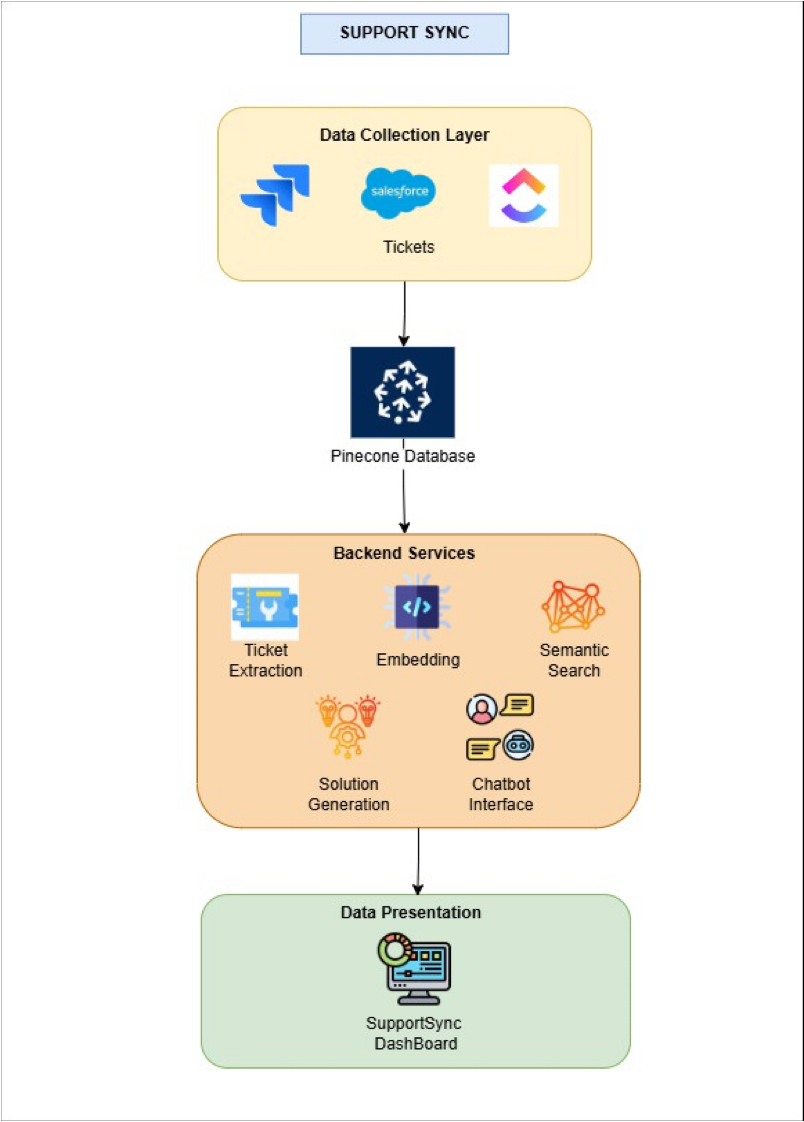 SUPPORT SYNC
Data Collection Layer
salesforce
Tickets
Pinecone Database
Backend Services
Ticket
Extraction
</>
Embedding
Semantic
Search
Solution
Generation
Chatbot
Interface
Data Presentation
SupportSync
DashBoard